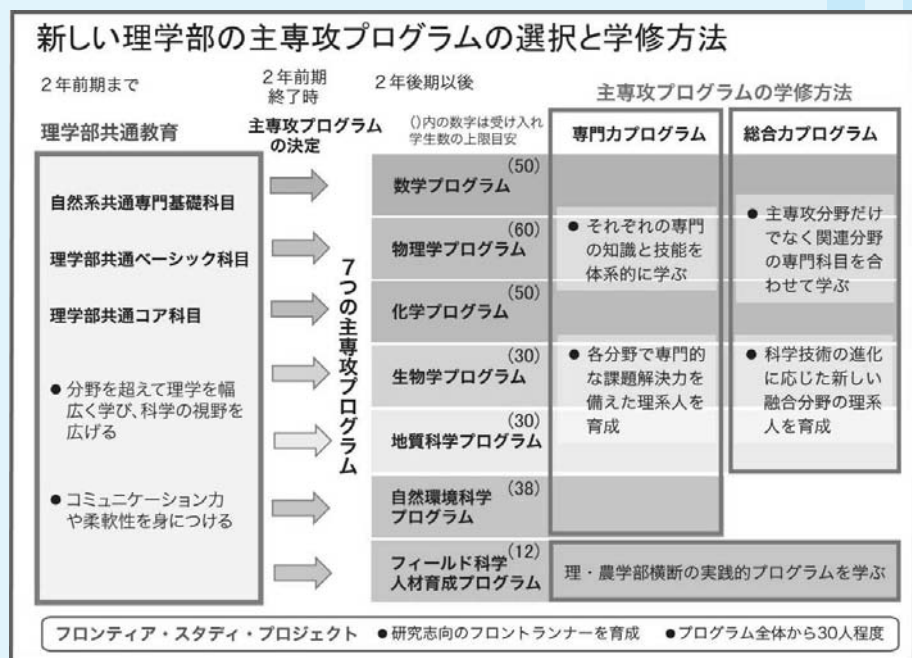 新しい理学部の主専攻プログラムの選択と学修方法
2年前期まで
理学部共通教育
自然系共通専門基礎科目
理学部共通ベーシック科目
理学部共通コア科目
● 分野を超えて理学を幅
広く学び、科学の視野を
広げる
● コミュニケーション力
や柔軟性を身につける
2年前期
終了時
主専攻プログラム
の決定
7つの主専攻プログラム
2年後期以後
()内の数字は受け入れ
学生数の上限目安
(50)
数学プログラム
(60)
物理学プログラム
(50)
化学プログラム
(30)
生物学プログラム
(30)
地質科学プログラム
(38)
自然環境科学
プログラム
(12)
フィールド科学
人材育成プログラム
主専攻プログラムの学修方法
専門力プログラム
● それぞれの専門
の知識と技能を
体系的に学ぶ
● 各分野で専門的
な課題解決力を
備えた理系人を
育成
総合力プログラム
● 主専攻分野だけ
でなく関連分野
の専門科目を合
わせて学ぶ
● 科学技術の進化
に応じた新しい
融合分野の理系
人を育成
理・農学部横断の実践的プログラムを学ぶ
フロンティア・スタディ・プロジェクト ●研究志向のフロントランナーを育成 ●プログラム全体から30人程度